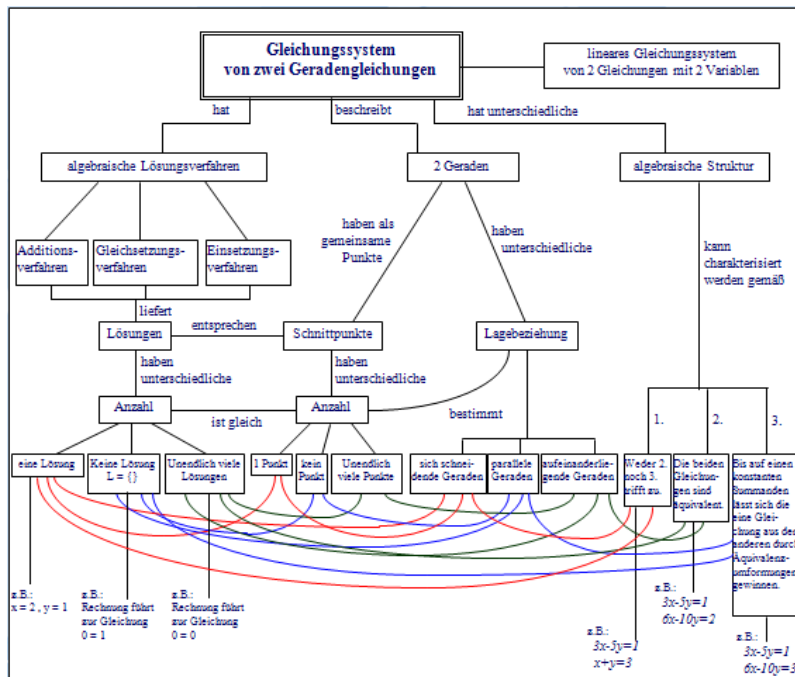 Gleichungssystem
von zwei Geradengleichungen
lineares Gleichungssystem
von 2 Gleichungen mit 2 Variablen
hat
beschreibt
hat unterschiedliche
algebraische Lösungsverfahren
2 Geraden
algebraische Struktur
haben als
gemeinsame
Punkte
haben
unterschiedliche
kann
charakterisiert
werden gemäß
Additions-
verfahren
Gleichsetzungs-
verfahren
Einsetzungs-
verfahren
liefert
Lösungen
entsprechen
Schnittpunkte
Lagebeziehung
haben
unterschiedliche
haben
unterschiedliche
Anzahl
ist gleich
Anzahl
bestimmt
1.
2.
3.
eine Lösung
Keine Lösung
L = {}
Unendlich viele
Lösungen
1 Punkt
kein
Punkt
Unendlich
viele Punkte
sich schnei-
dende Geraden
parallele
Geraden
aufeinanderlie-
gende Geraden
Weder 2.
noch 3.
trifft zu.
Die beiden
Gleichun-
gen sind
äquivalent.
Bis auf einen
konstanten
Summanden
lässt sich die
eine Glei-
chung aus der
anderen durch
Äquivalenz-
umformungen
gewinnen.
z.B.:
x = 2 , y = 1
z.B.:
Rechnung führt
zur Gleichung
0 = 1
z.B.:
Rechnung führt
zur Gleichung
0 = 0
z.B.:
3x-5y=1
x+y=3
z.B.:
3x-5y=1
6x-10y=2
z.B.:
3x-5y=1
6x-10y=3